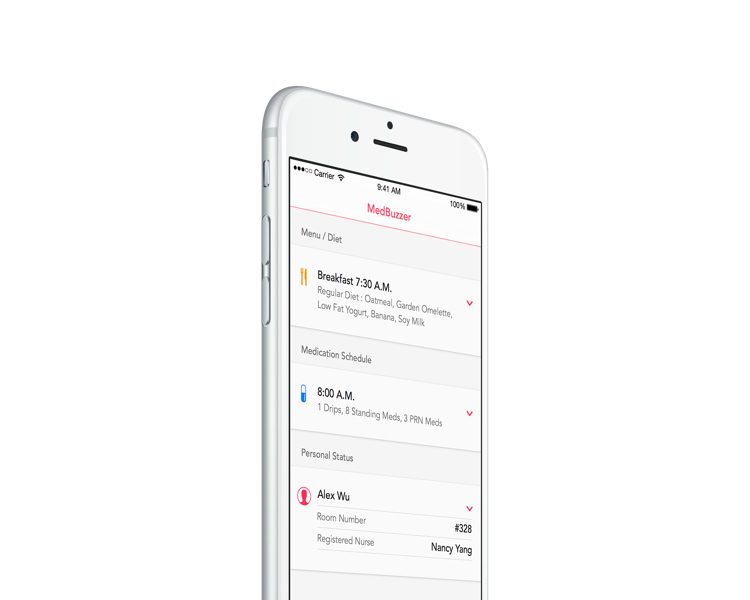 Carrier
9:41 AM
100%
MedBuzzer
Menu / Diet
Breakfast 7:30 A.M.
Regular Diet : Oatmeal, Garden Omelette,
Low Fat Yogurt, Banana, Soy Milk
Medication Schedule
8:00 A.M.
1 Drips, 8 Standing Meds, 3 PRN Meds
Personal Status
Alex Wu
Room Number #328
Registered Nurse Nancy Yang